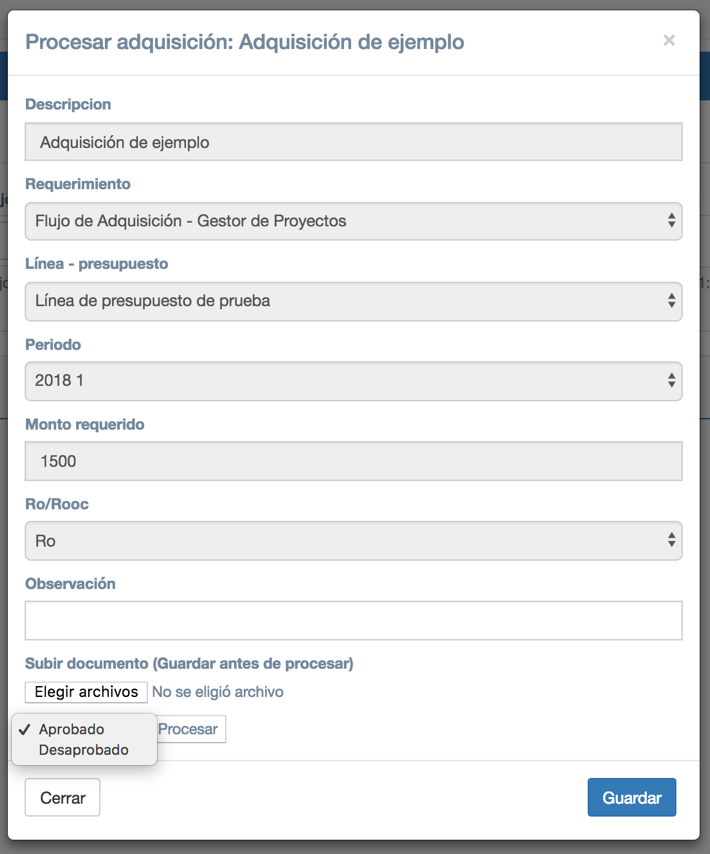 Procesar adquisición: Adquisición de ejemplo
×
Descripcion
Adquisición de ejemplo
Requerimiento
Flujo de Adquisición - Gestor de Proyectos
Línea - presupuesto
Línea de presupuesto de prueba
Periodo
2018 1
Monto requerido
1500
Ro/Rooc
Ro
Observación
Subir documento (Guardar antes de procesar)
Elegir archivos No se eligió archivo
✓ Aprobado Procesar
Desaprobado
Cerrar Guardar